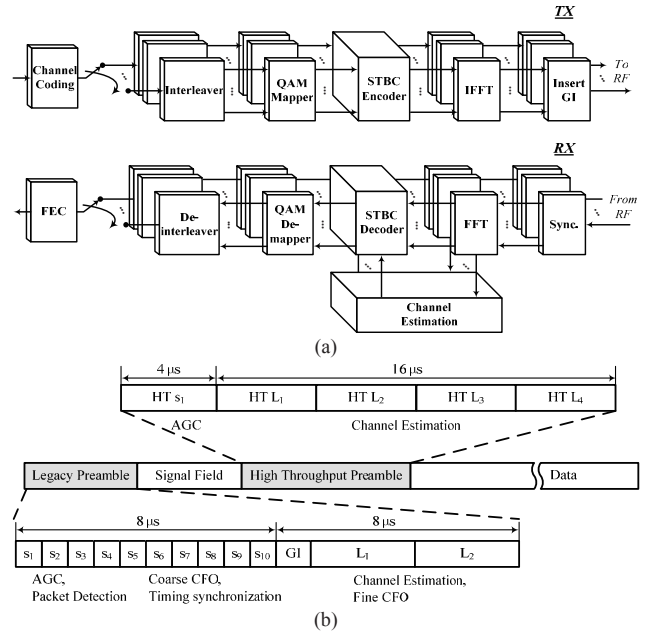 TX
Channel Coding
Interleaver
QAM Mapper
STBC Encoder
IFFT
Insert GI
To RF
RX
FEC
De-interleaver
QAM De-mapper
STBC Decoder
FFT
Sync.
From RF
Channel Estimation
(a)
4 μs
16 μs
HT s1
HT L1
HT L2
HT L3
HT L4
AGC
Channel Estimation
Legacy Preamble
Signal Field
High Throughput Preamble
Data
8 μs
8 μs
s1
s2
s3
s4
s5
s6
s7
s8
s9
s10
GI
L1
L2
AGC, Packet Detection
Coarse CFO, Timing synchronization
Channel Estimation, Fine CFO
(b)